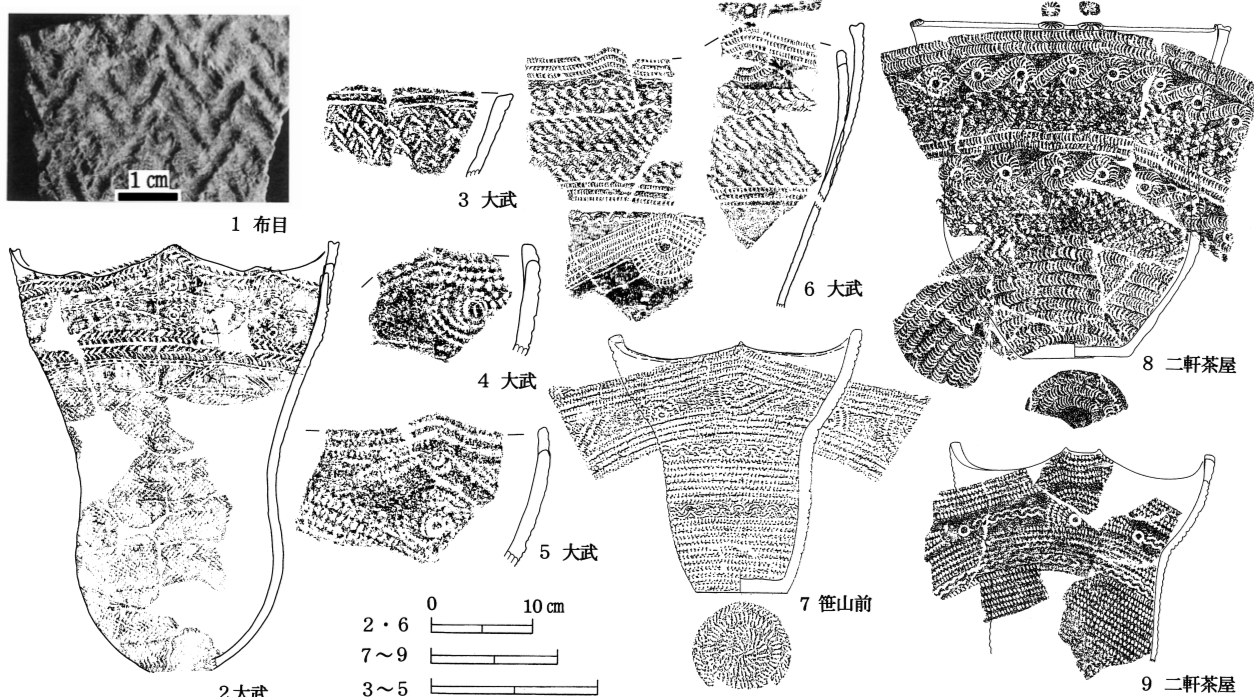 1 cm
1 布目
2 大武
3 大武
4 大武
5 大武
6 大武
7 笹山前
8 二軒茶屋
9 二軒茶屋
0 10 cm
2・6
7〜9
3〜5